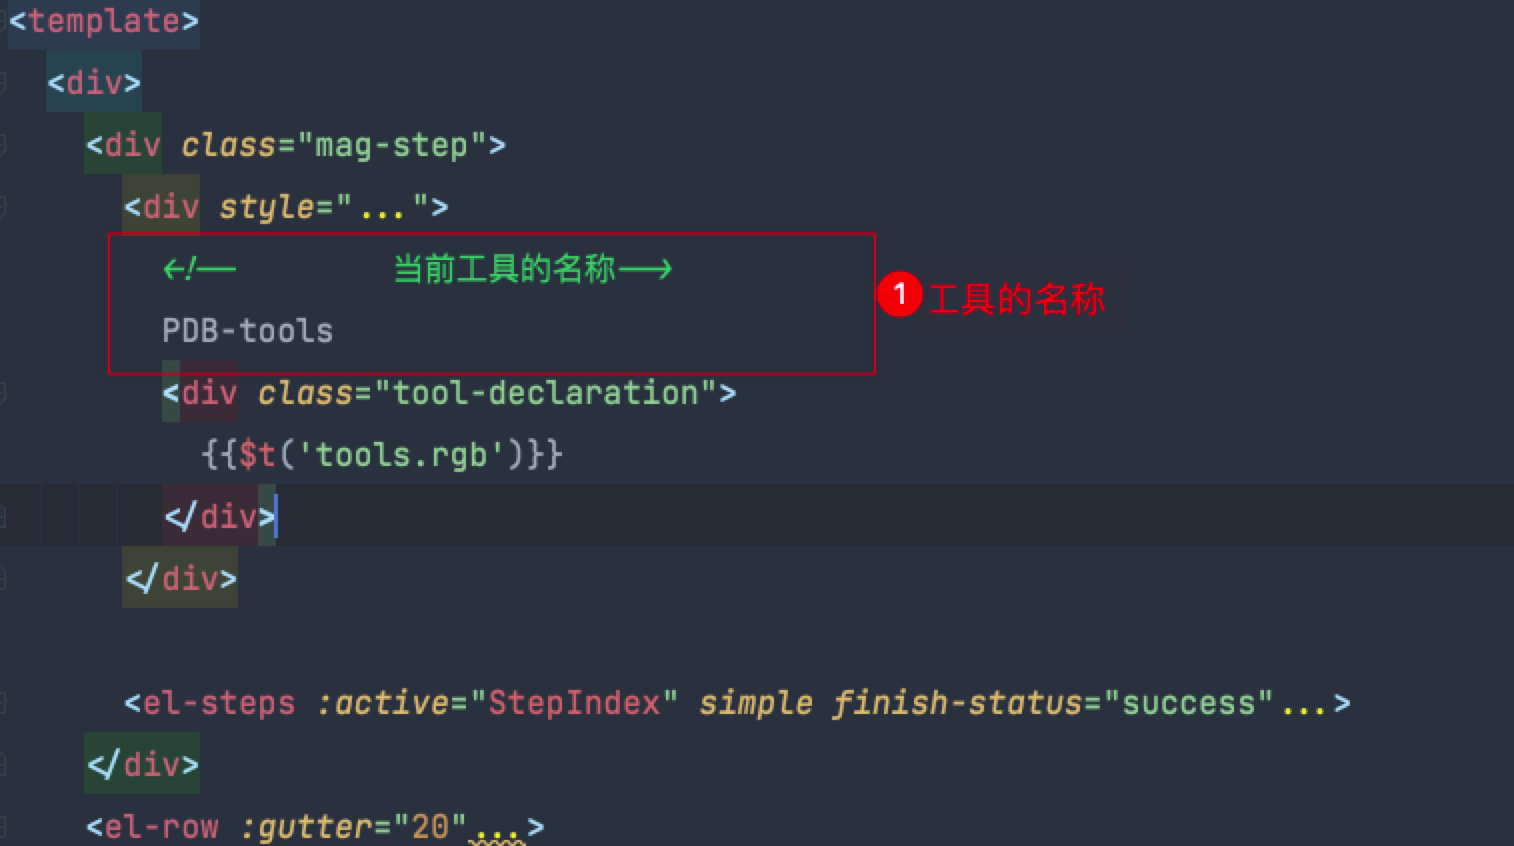 <template>
<div>
<div class="mag-step">
<div style="...">
<!-- 当前工具的名称-->
1 工具的名称
PDB-tools
<div class="tool-declaration">
{{$t('tools.rgb')}}
</div>
</div>
<el-steps :active="StepIndex" simple finish-status="success"...>
</div>
<el-row :gutter="20"...>